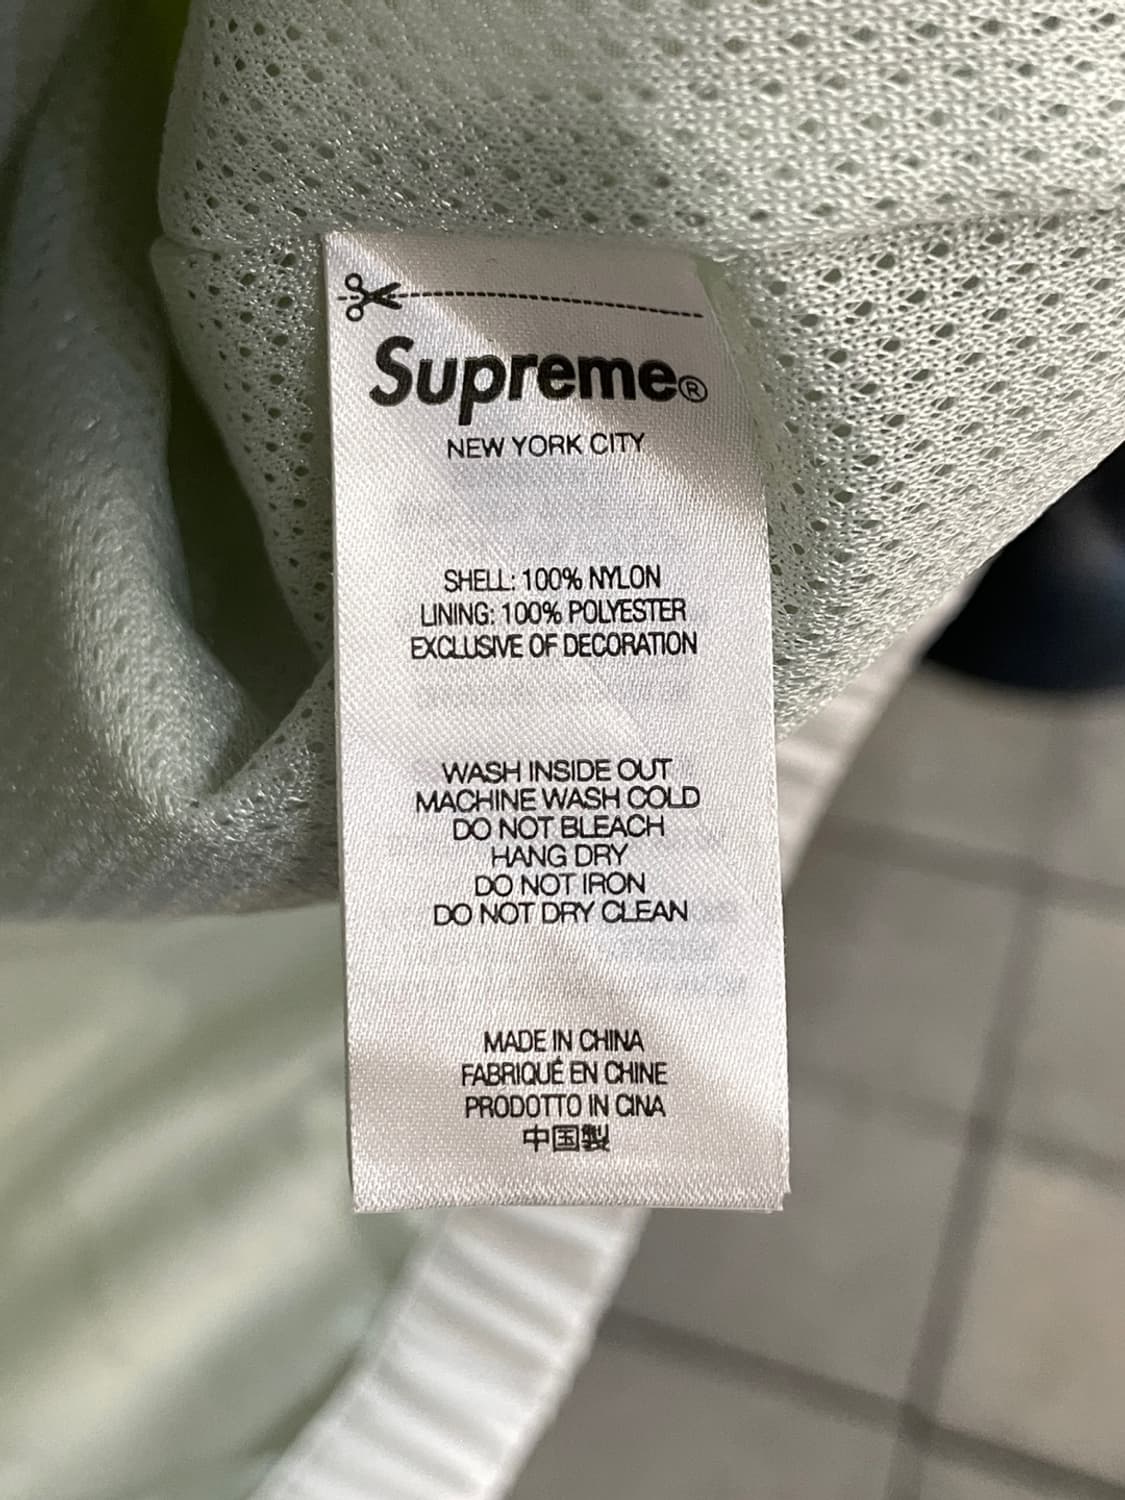 Supreme®
NEW YORK CITY
SHELL: 100% NYLON
LINING: 100% POLYESTER
EXCLUSIVE OF DECORATION
WASH INSIDE OUT
MACHINE WASH COLD
DO NOT BLEACH
HANG DRY
DO NOT IRON
DO NOT DRY CLEAN
MADE IN CHINA
FABRIQUÉ EN CHINE
PRODOTTO IN CINA
中国製